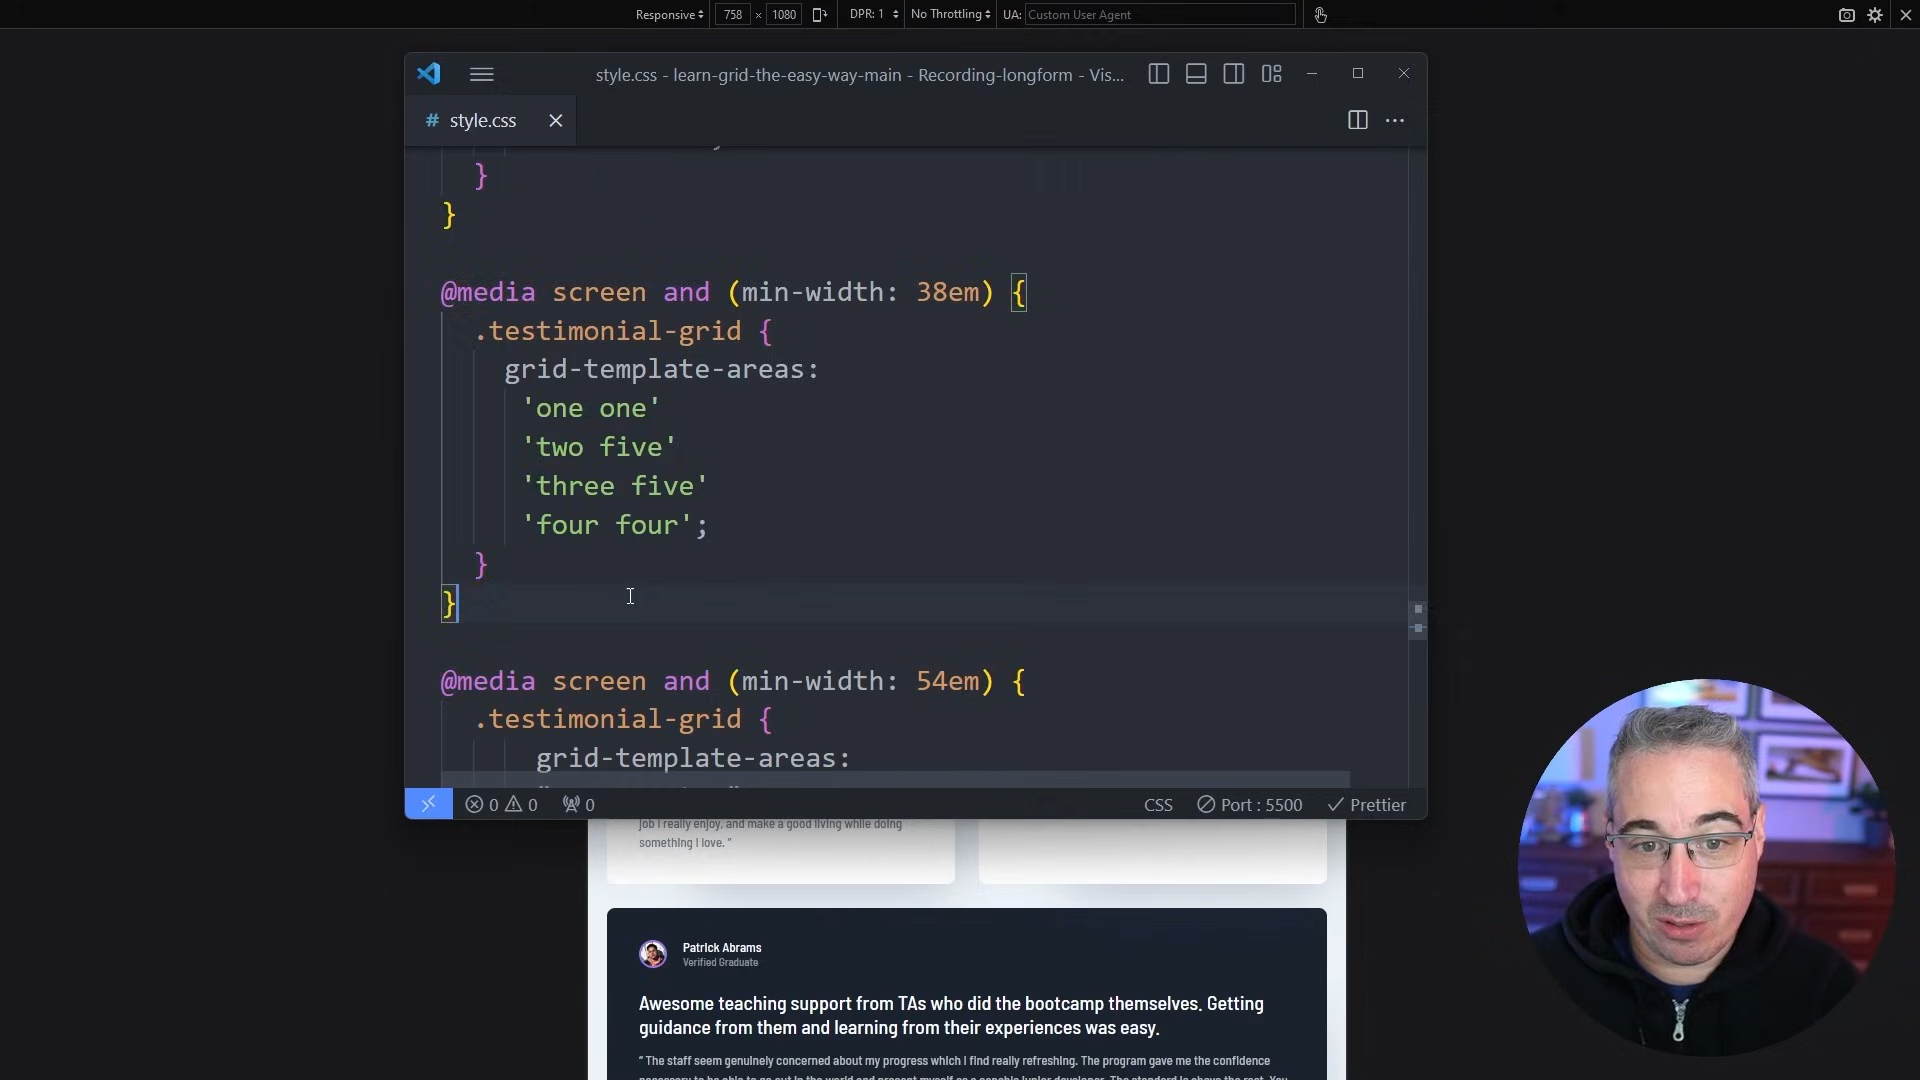 Responsive 758 × 1080 DPR: 1 No Throttling UA: Custom User Agent
style.css - learn-grid-the-easy-way-main - Recording-longform - Vis...
# style.css
}
}
@media screen and (min-width: 38em) {
.testimonial-grid {
grid-template-areas:
'one one'
'two five'
'three five'
'four four';
}
}
@media screen and (min-width: 54em) {
.testimonial-grid {
grid-template-areas:
0 0 0 CSS Port : 5500 Prettier
job I really enjoy, and make a good living while doing
something I love. ”
Patrick Abrams
Verified Graduate
Awesome teaching support from TAs who did the bootcamp themselves. Getting
guidance from them and learning from their experiences was easy.
“ The staff seem genuinely concerned about my progress which I find really refreshing. The program gave me the confidence